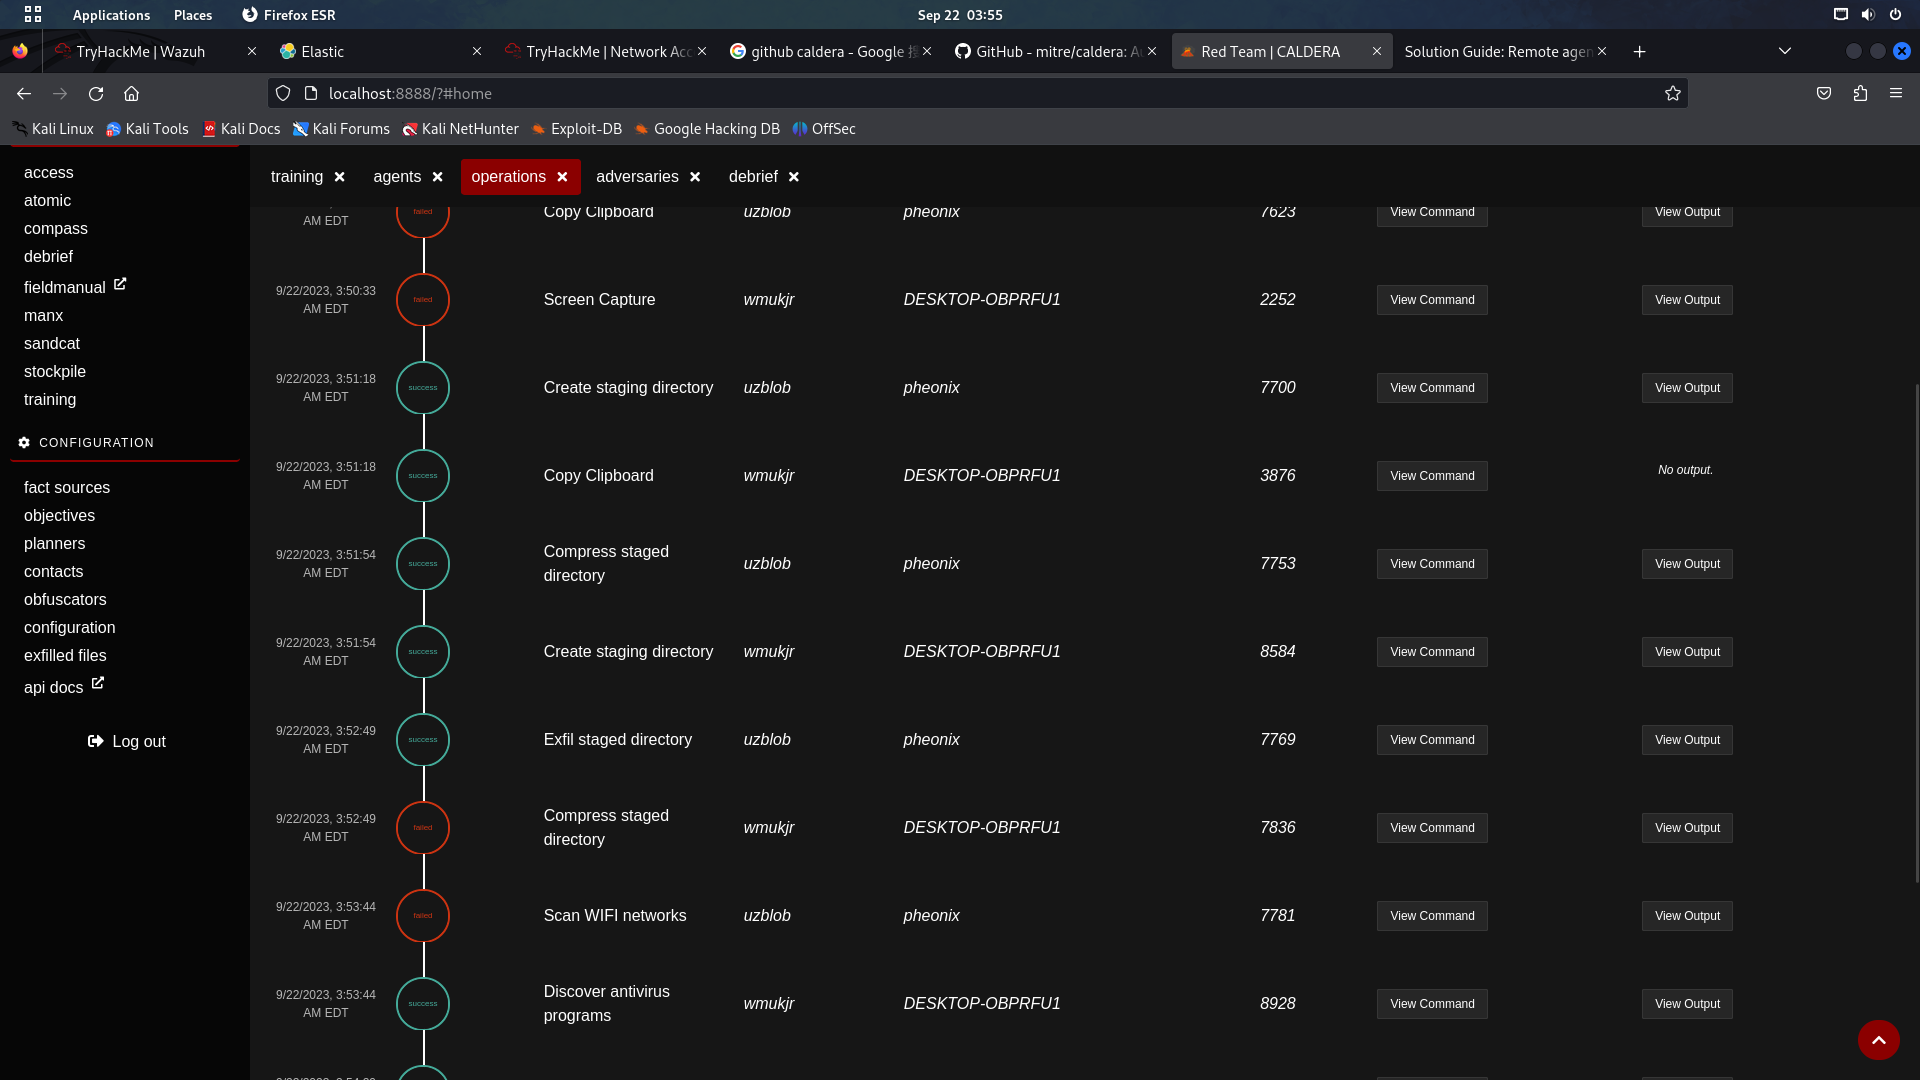 Applications Places Firefox ESR Sep 22 03:55
TryHackMe | Wazuh Elastic TryHackMe | Network Acc github caldera - Google GitHub - mitre/caldera: Red Team | CALDERA Solution Guide: Remote agen
localhost:8888/?#home
Kali Linux Kali Tools Kali Docs Kali Forums Kali NetHunter Exploit-DB Google Hacking DB OffSec
access
atomic
compass
debrief
fieldmanual
manx
sandcat
stockpile
training
CONFIGURATION
fact sources
objectives
planners
contacts
obfuscators
configuration
exfilled files
api docs
Log out
training agents operations adversaries debrief
AM EDT failed Copy Clipboard uzblob pheonix 7623 View Command View Output
9/22/2023, 3:50:33
AM EDT failed Screen Capture wmukjr DESKTOP-OBPRFU1 2252 View Command View Output
9/22/2023, 3:51:18
AM EDT success Create staging directory uzblob pheonix 7700 View Command View Output
9/22/2023, 3:51:18
AM EDT success Copy Clipboard wmukjr DESKTOP-OBPRFU1 3876 View Command No output.
9/22/2023, 3:51:54
AM EDT success Compress staged
directory uzblob pheonix 7753 View Command View Output
9/22/2023, 3:51:54
AM EDT success Create staging directory wmukjr DESKTOP-OBPRFU1 8584 View Command View Output
9/22/2023, 3:52:49
AM EDT success Exfil staged directory uzblob pheonix 7769 View Command View Output
9/22/2023, 3:52:49
AM EDT failed Compress staged
directory wmukjr DESKTOP-OBPRFU1 7836 View Command View Output
9/22/2023, 3:53:44
AM EDT failed Scan WIFI networks uzblob pheonix 7781 View Command View Output
9/22/2023, 3:53:44
AM EDT success Discover antivirus
programs wmukjr DESKTOP-OBPRFU1 8928 View Command View Output